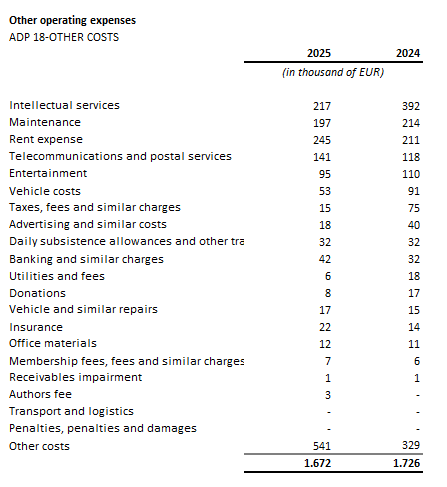 Other operating expenses
ADP 18-OTHER COSTS
2025 2024
(in thousand of EUR)
Intellectual services 217 392
Maintenance 197 214
Rent expense 245 211
Telecommunications and postal services 141 118
Entertainment 95 110
Vehicle costs 53 91
Taxes, fees and similar charges 15 75
Advertising and similar costs 18 40
Daily subsistence allowances and other tra 32 32
Banking and similar charges 42 32
Utilities and fees 6 18
Donations 8 17
Vehicle and similar repairs 17 15
Insurance 22 14
Office materials 12 11
Membership fees, fees and similar charges 7 6
Receivables impairment 1 1
Authors fee 3 -
Transport and logistics - -
Penalties, penalties and damages - -
Other costs 541 329
1.672 1.726